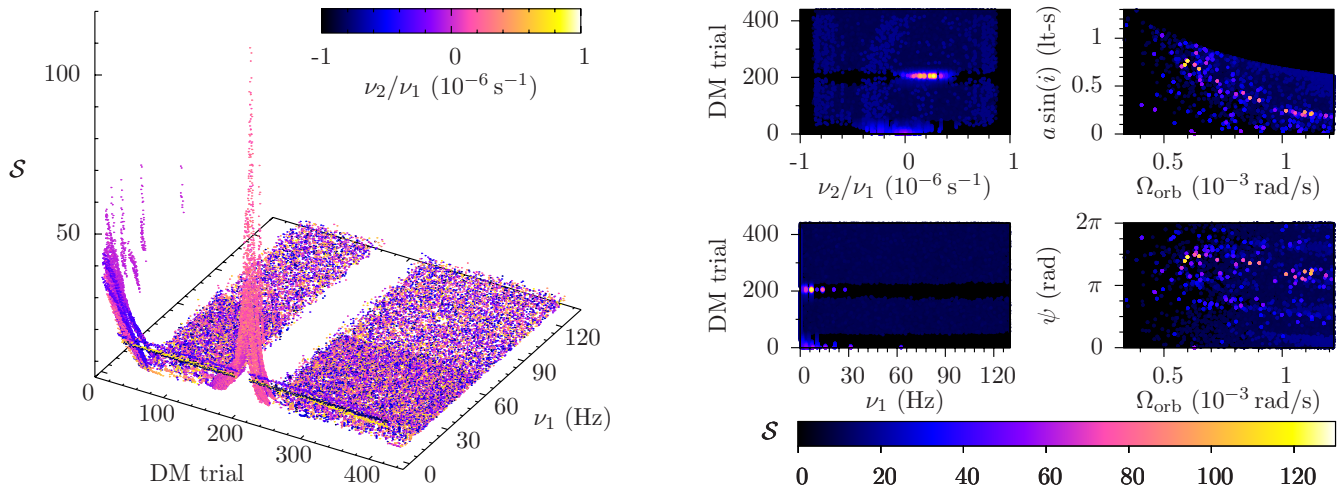 -1 0 1
ν₂/ν₁ (10⁻⁶ s⁻¹)
100
50
𝒮
0 100 200 300 400
DM trial
0 30 60 90 120
ν₁ (Hz)
400
200
0
DM trial
-1 0 1
ν₂/ν₁ (10⁻⁶ s⁻¹)
1
0.5
0
a sin(i) (lt-s)
0.5 1
Ω_orb (10⁻³ rad/s)
400
200
0
DM trial
0 30 60 90 120
ν₁ (Hz)
2π
π
0
ψ (rad)
0.5 1
Ω_orb (10⁻³ rad/s)
𝒮
0 20 40 60 80 100 120